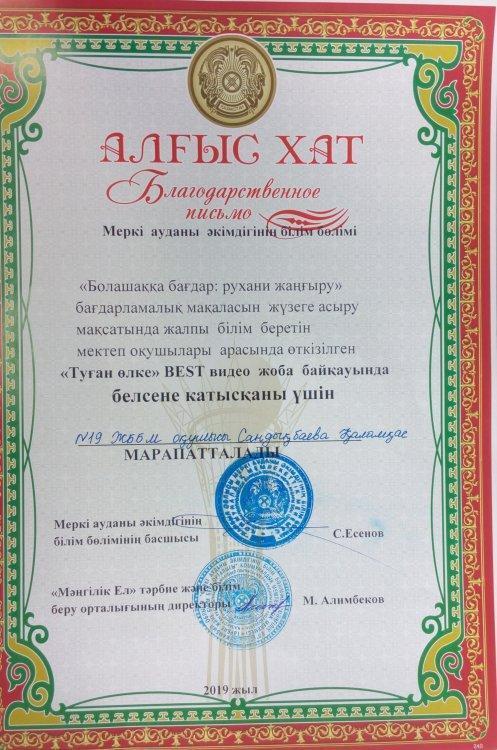 АЛҒЫС ХАТ
Благодарственное
письмо
Меркі ауданы әкімдігінің білім бөлімі
«Болашаққа бағдар: рухани жаңғыру»
бағдарламалық мақаласын жүзеге асыру
мақсатында жалпы білім беретін
мектеп оқушылары арасында өткізілген
«Туған өлке» BEST видео жоба байқауында
белсене қатысқаны үшін
№19 ЖББМ оқушысы Сандықбаева
МАРАПАТТАЛАДЫ
Меркі ауданы әкімдігінің
білім бөлімінің басшысы
С.Есенов
«Мәңгілік Ел» тәрбие және білім
беру орталығының директоры
М. Алимбеков
2019 жыл